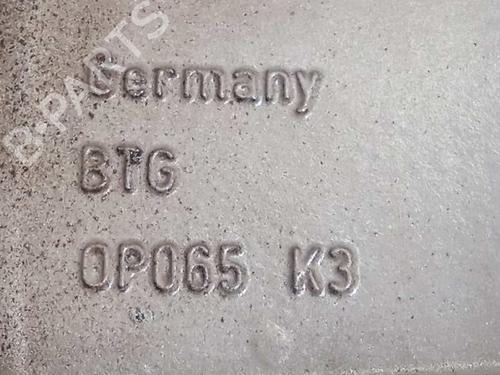 B-PARTS
Germany
BTG
0P065 K3